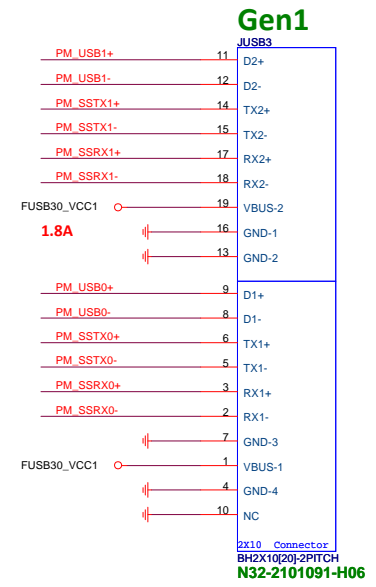 Gen1
JUSB3
PM_USB1+ 11 D2+
PM_USB1- 12 D2-
PM_SSTX1+ 14 TX2+
PM_SSTX1- 15 TX2-
PM_SSRX1+ 17 RX2+
PM_SSRX1- 18 RX2-
FUSB30_VCC1 19 VBUS-2
1.8A 16 GND-1
13 GND-2
PM_USB0+ 9 D1+
PM_USB0- 8 D1-
PM_SSTX0+ 6 TX1+
PM_SSTX0- 5 TX1-
PM_SSRX0+ 3 RX1+
PM_SSRX0- 2 RX1-
7 GND-3
FUSB30_VCC1 1 VBUS-1
4 GND-4
10 NC
2X10 Connector
BH2X10[20]-2PITCH
N32-2101091-H06